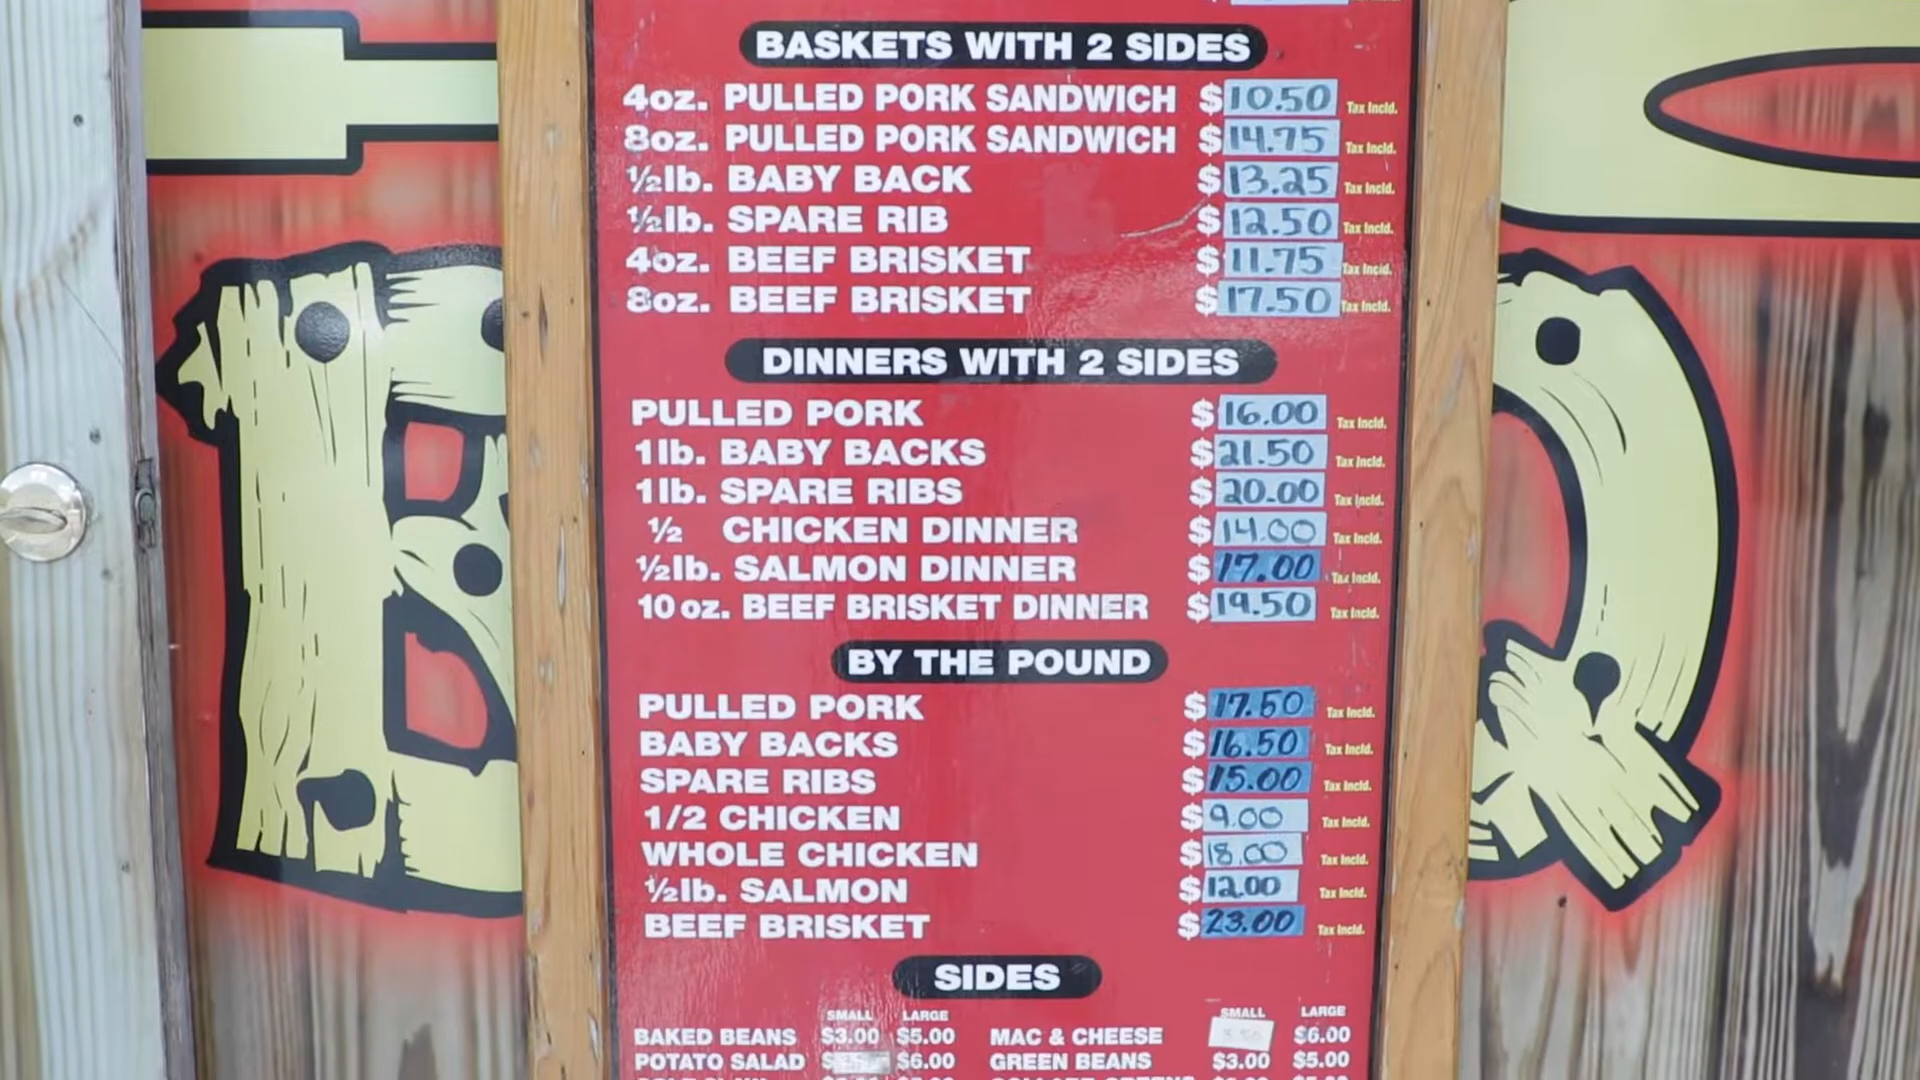 BASKETS WITH 2 SIDES
4oz. PULLED PORK SANDWICH $10.50 Tax Incld.
8oz. PULLED PORK SANDWICH $14.75 Tax Incld.
½lb. BABY BACK $13.25 Tax Incld.
½lb. SPARE RIB $12.50 Tax Incld.
4oz. BEEF BRISKET $11.75 Tax Incld.
8oz. BEEF BRISKET $17.50 Tax Incld.
DINNERS WITH 2 SIDES
PULLED PORK $16.00 Tax Incld.
1lb. BABY BACKS $21.50 Tax Incld.
1lb. SPARE RIBS $20.00 Tax Incld.
½ CHICKEN DINNER $14.00 Tax Incld.
½lb. SALMON DINNER $17.00 Tax Incld.
10 oz. BEEF BRISKET DINNER $19.50 Tax Incld.
BY THE POUND
PULLED PORK $17.50 Tax Incld.
BABY BACKS $16.50 Tax Incld.
SPARE RIBS $15.00 Tax Incld.
1/2 CHICKEN $9.00 Tax Incld.
WHOLE CHICKEN $18.00 Tax Incld.
½lb. SALMON $12.00 Tax Incld.
BEEF BRISKET $23.00 Tax Incld.
SIDES
SMALL LARGE SMALL LARGE
BAKED BEANS $3.00 $5.00 MAC & CHEESE $6.00
POTATO SALAD $6.00 GREEN BEANS $3.00 $5.00
B Q